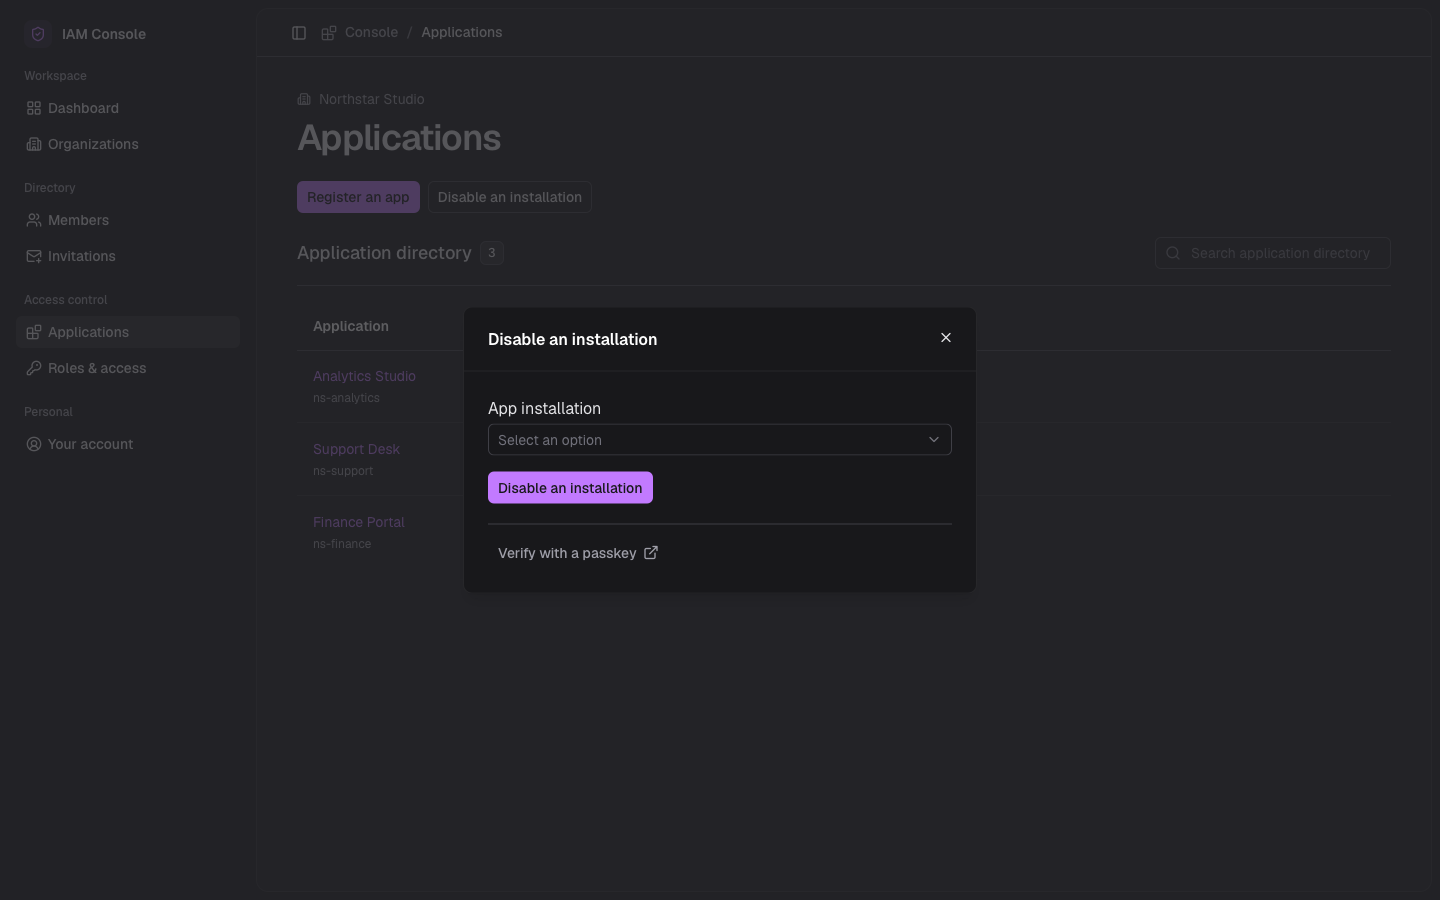 IAM Console
Workspace
Dashboard
Organizations
Directory
Members
Invitations
Access control
Applications
Roles & access
Personal
Your account
Console / Applications
Northstar Studio
Applications
Register an app
Disable an installation
Application directory 3
Search application directory
Application
Analytics Studio
ns-analytics
Support Desk
ns-support
Finance Portal
ns-finance
Disable an installation
App installation
Select an option
Disable an installation
Verify with a passkey